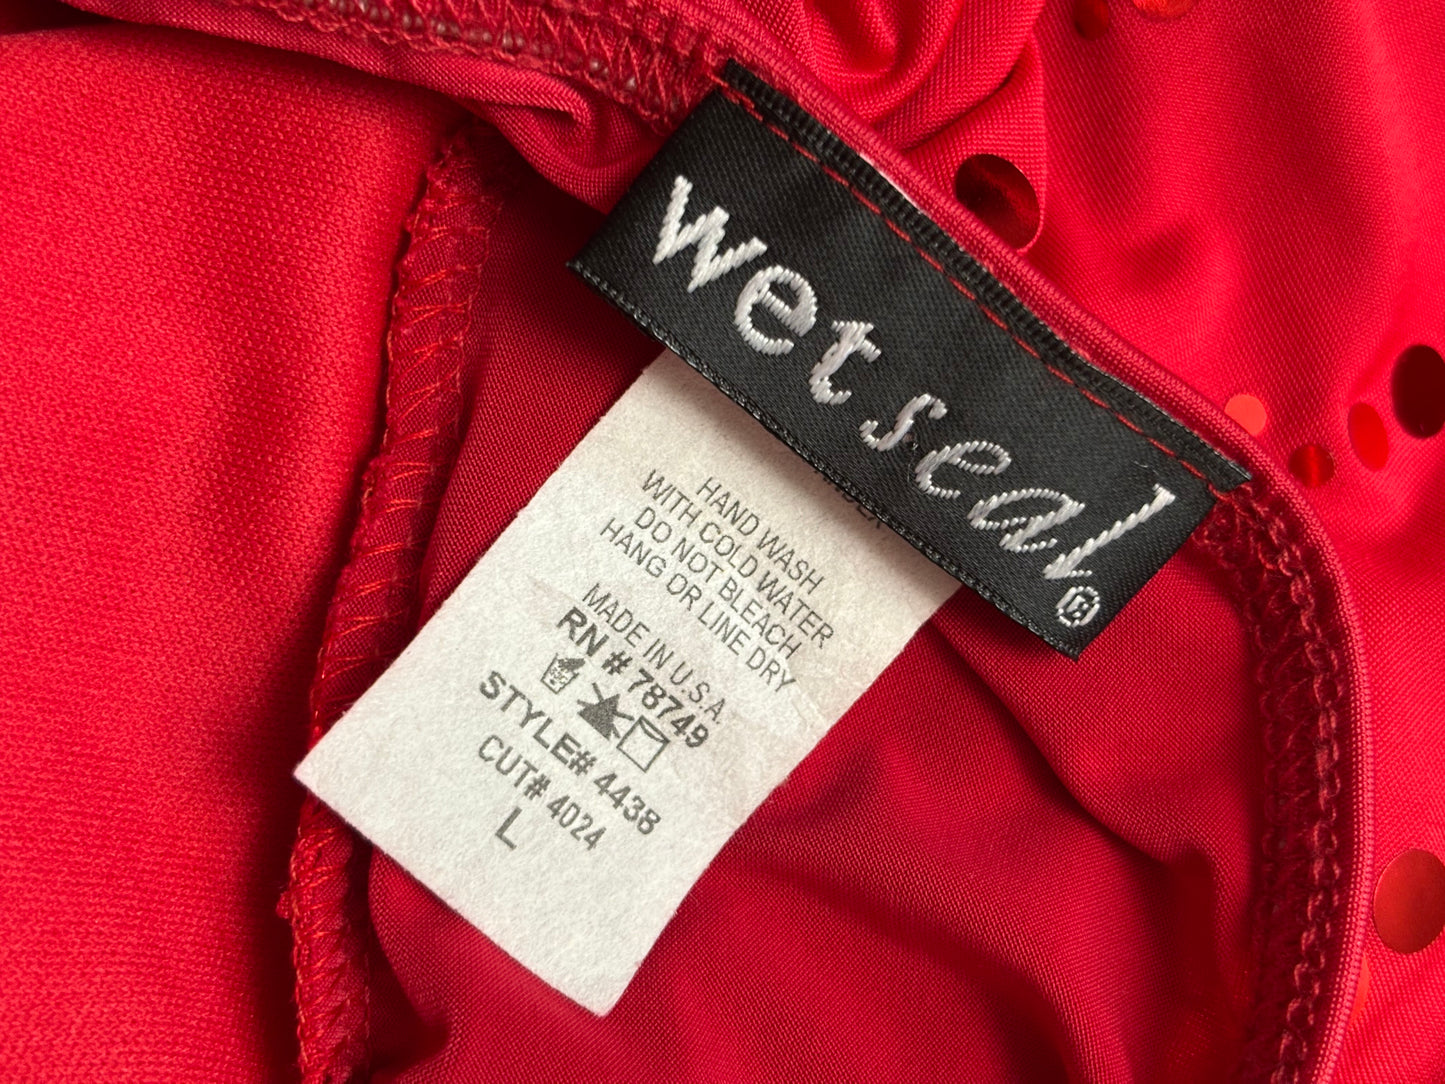 wet seal®
HAND WASH
WITH COLD WATER
DO NOT BLEACH
HANG OR LINE DRY
MADE IN U.S.A.
RN # 78749
STYLE# 4438
CUT# 4024
L